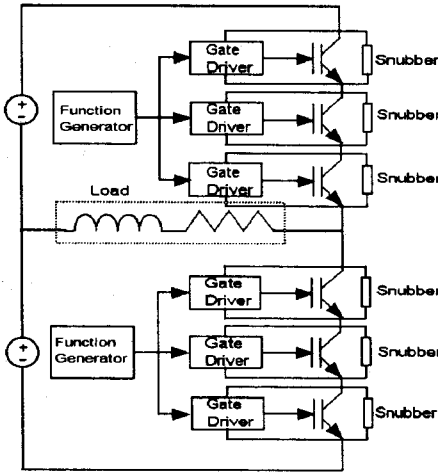 Gate
Driver
Snubber
+
−
Function
Generator
Gate
Driver
Snubber
Gate
Driver
Snubber
Load
Gate
Driver
Snubber
+
−
Function
Generator
Gate
Driver
Snubber
Gate
Driver
Snubber